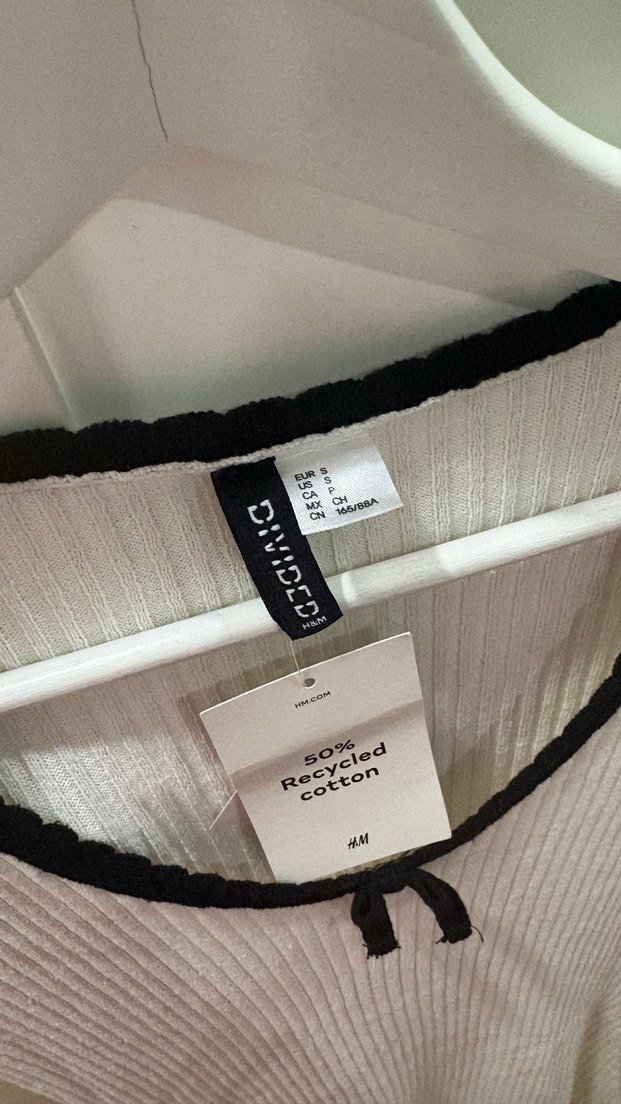 EUR S
US S
CA P
MX CH
CN 165/88A
DIVIDED
H&M
HM.COM
50%
Recycled
cotton
H&M